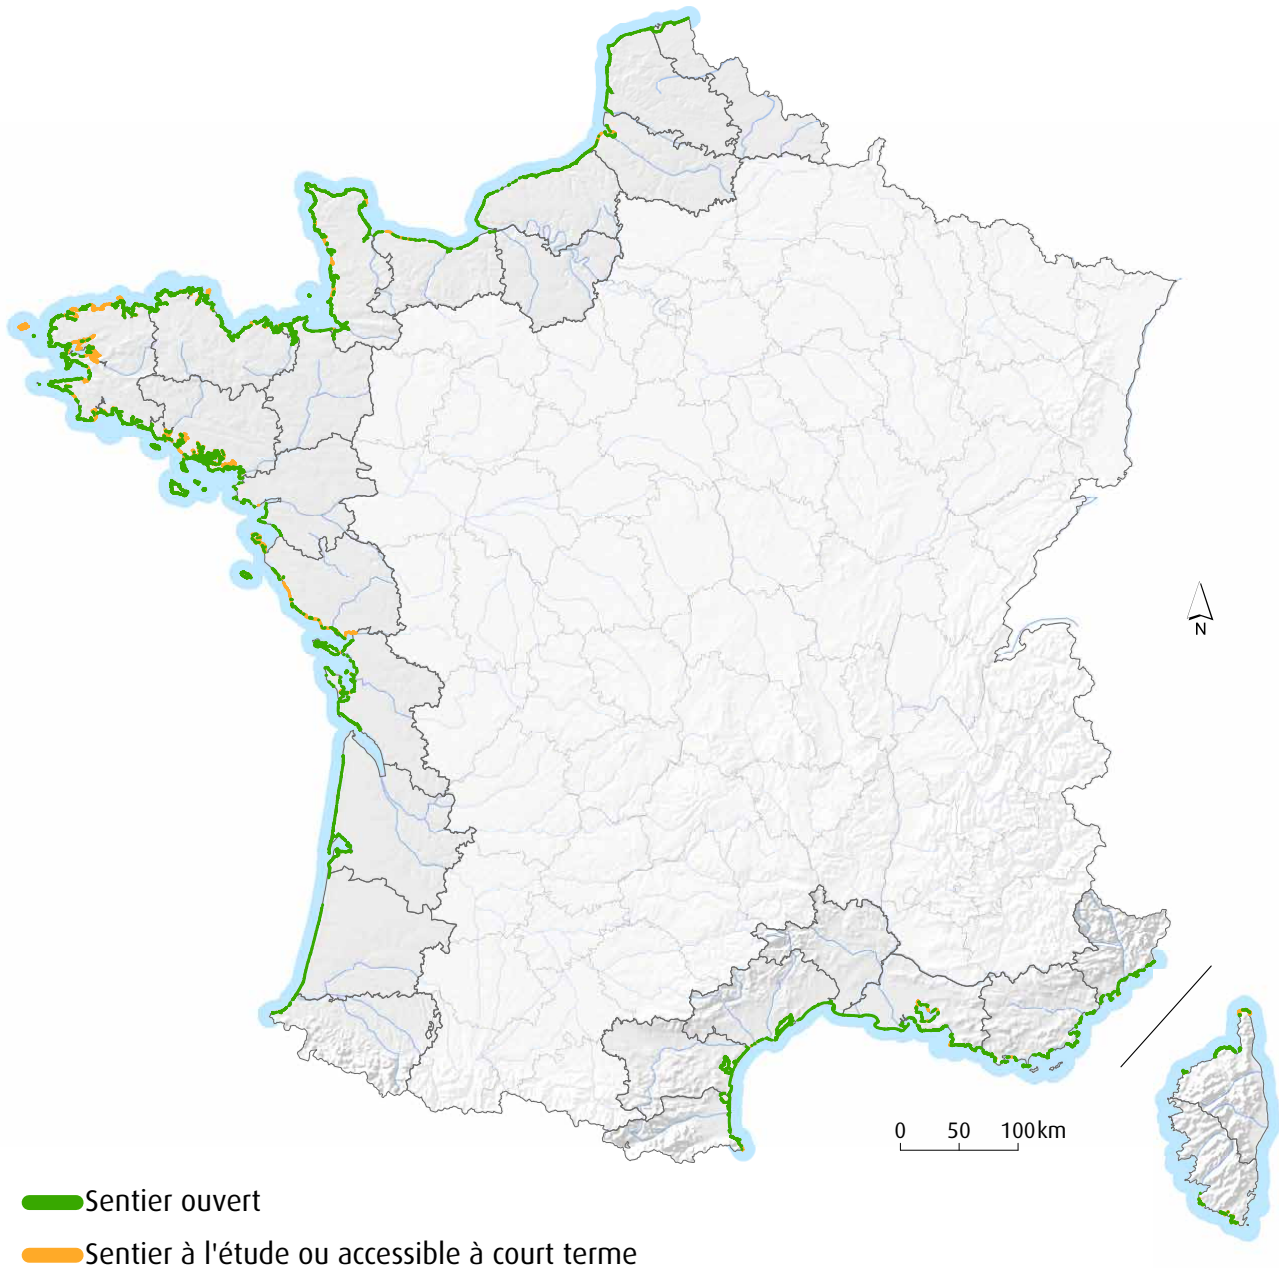 N
0 50 100km
Sentier ouvert
Sentier à l'étude ou accessible à court terme